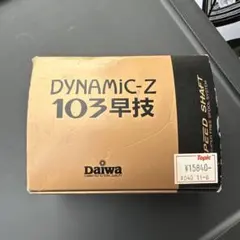 DYNAMiC-Z
103早技
SPEED SHAFT
Daiwa
Topic
¥15840-